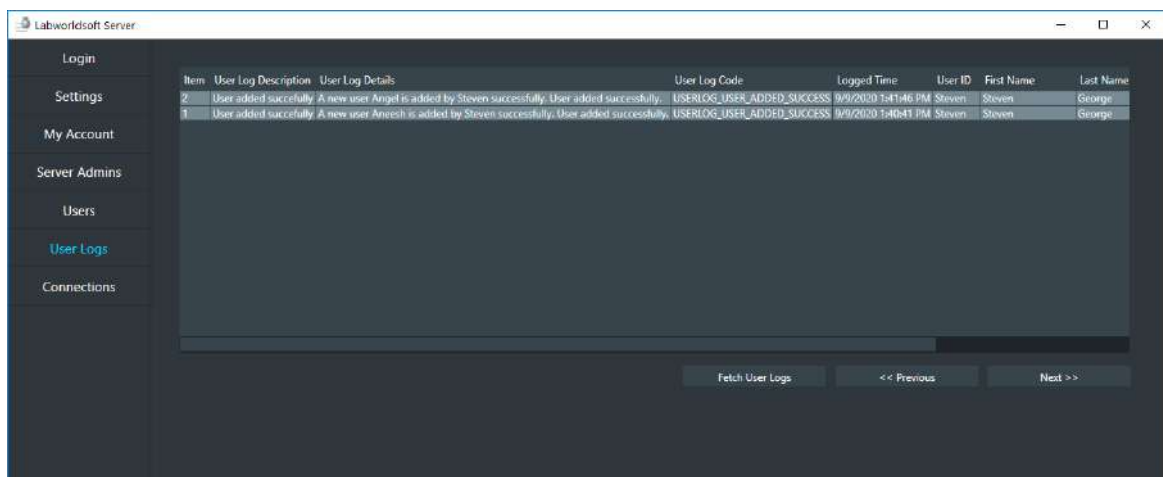 Labworldsoft Server
Login
Settings
My Account
Server Admins
Users
User Logs
Connections
Item User Log Description User Log Details User Log Code Logged Time User ID First Name Last Name
2 User added succefully A new user Angel is added by Steven successfully. User added successfully. USERLOG_USER_ADDED_SUCCESS 9/9/2020 1:41:46 PM Steven Steven George
1 User added succefully A new user Aneesh is added by Steven successfully. User added successfully. USERLOG_USER_ADDED_SUCCESS 9/9/2020 1:40:41 PM Steven Steven George
Fetch User Logs << Previous Next >>